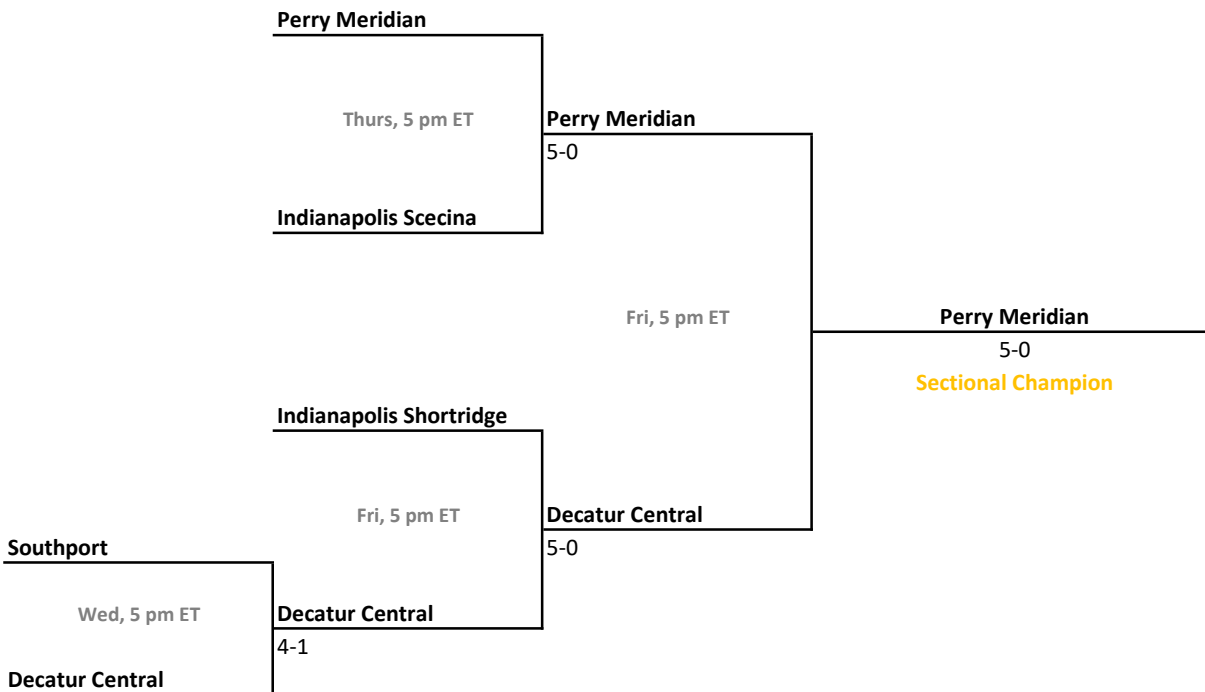 Perry Meridian
Thurs, 5 pm ET
Perry Meridian
5-0
Indianapolis Scecina
Fri, 5 pm ET
Perry Meridian
5-0
Sectional Champion
Indianapolis Shortridge
Fri, 5 pm ET
Decatur Central
5-0
Southport
Wed, 5 pm ET
Decatur Central
4-1
Decatur Central